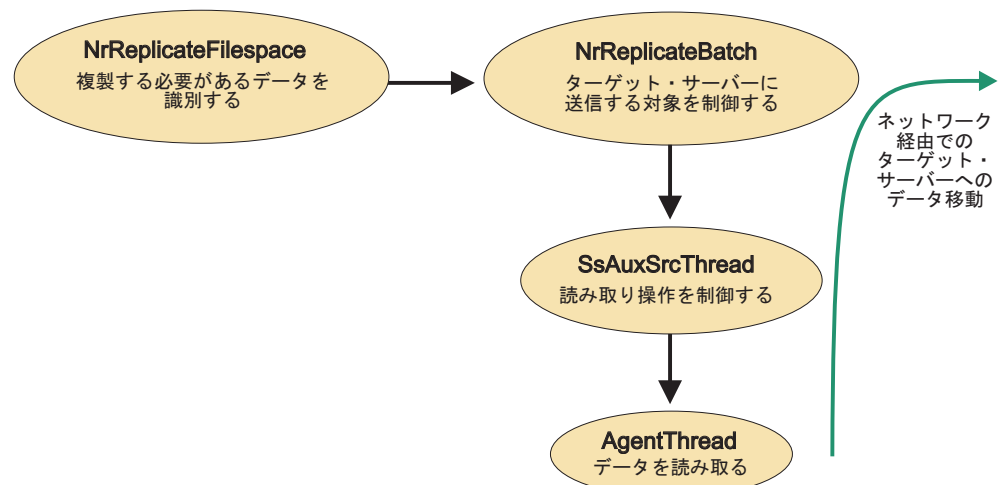 NrReplicateFilespace
複製する必要があるデータを
識別する
NrReplicateBatch
ターゲット・サーバーに
送信する対象を制御する
ネットワーク
経由での
ターゲット・
サーバーへの
データ移動
SsAuxSrcThread
読み取り操作を制御する
AgentThread
データを読み取る